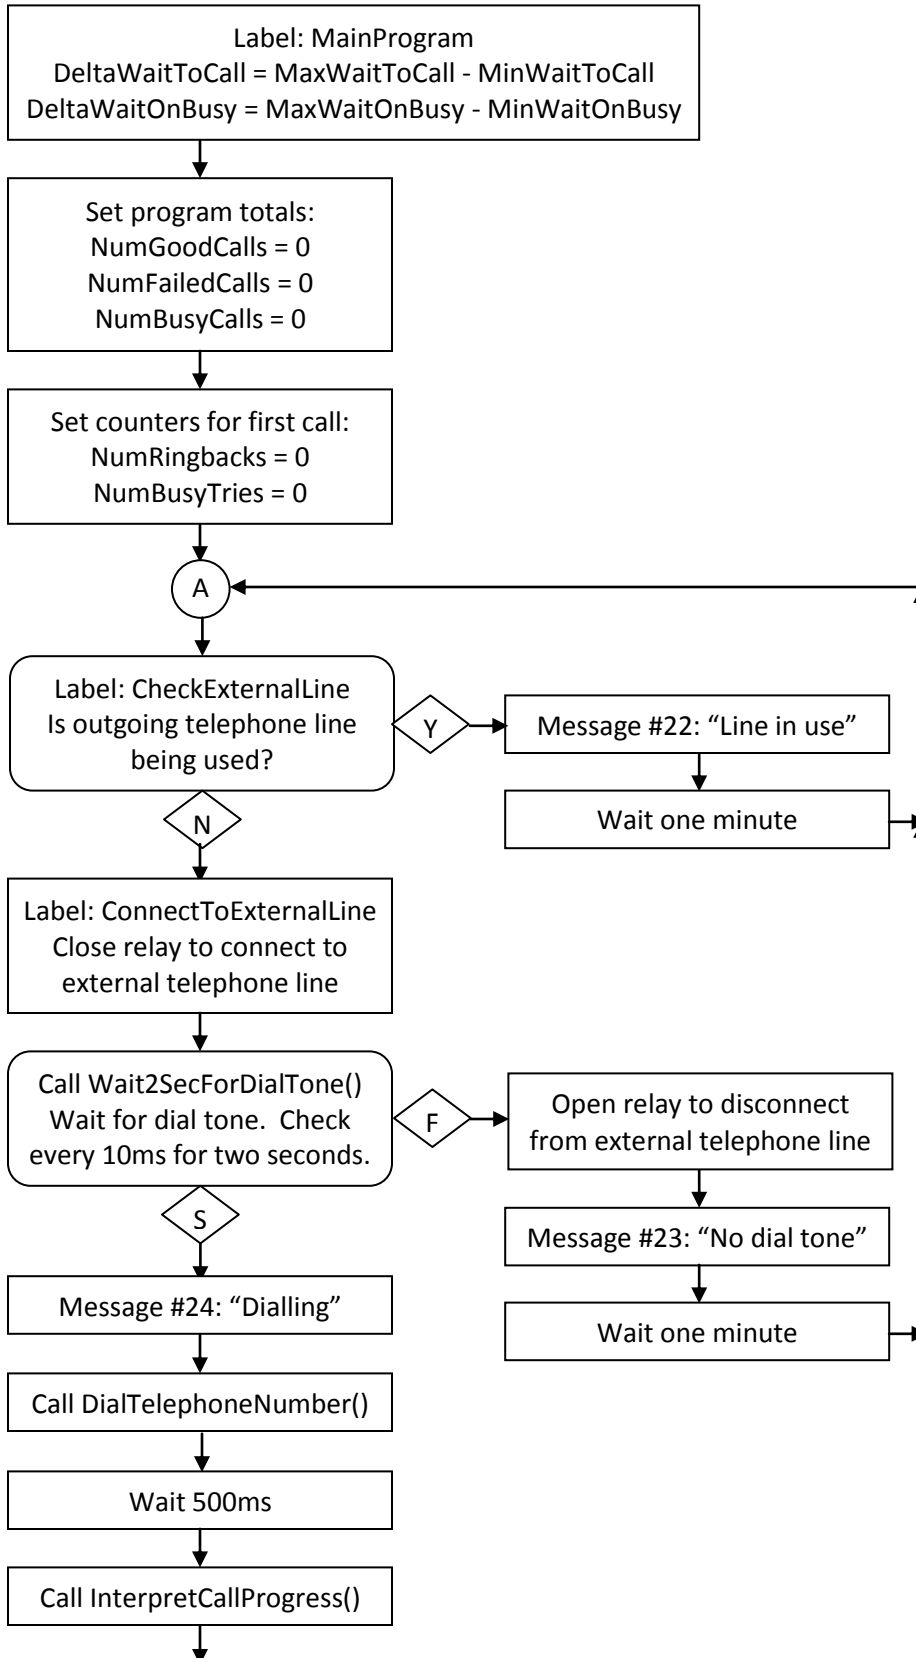 Label: MainProgram
DeltaWaitToCall = MaxWaitToCall - MinWaitToCall
DeltaWaitOnBusy = MaxWaitOnBusy - MinWaitOnBusy
Set program totals:
NumGoodCalls = 0
NumFailedCalls = 0
NumBusyCalls = 0
Set counters for first call:
NumRingbacks = 0
NumBusyTries = 0
A
Label: CheckExternalLine
Is outgoing telephone line
being used?
Y
Message #22: “Line in use”
Wait one minute
N
Label: ConnectToExternalLine
Close relay to connect to
external telephone line
Call Wait2SecForDialTone()
Wait for dial tone.  Check
every 10ms for two seconds.
F
Open relay to disconnect
from external telephone line
S
Message #23: “No dial tone”
Message #24: “Dialling”
Wait one minute
Call DialTelephoneNumber()
Wait 500ms
Call InterpretCallProgress()